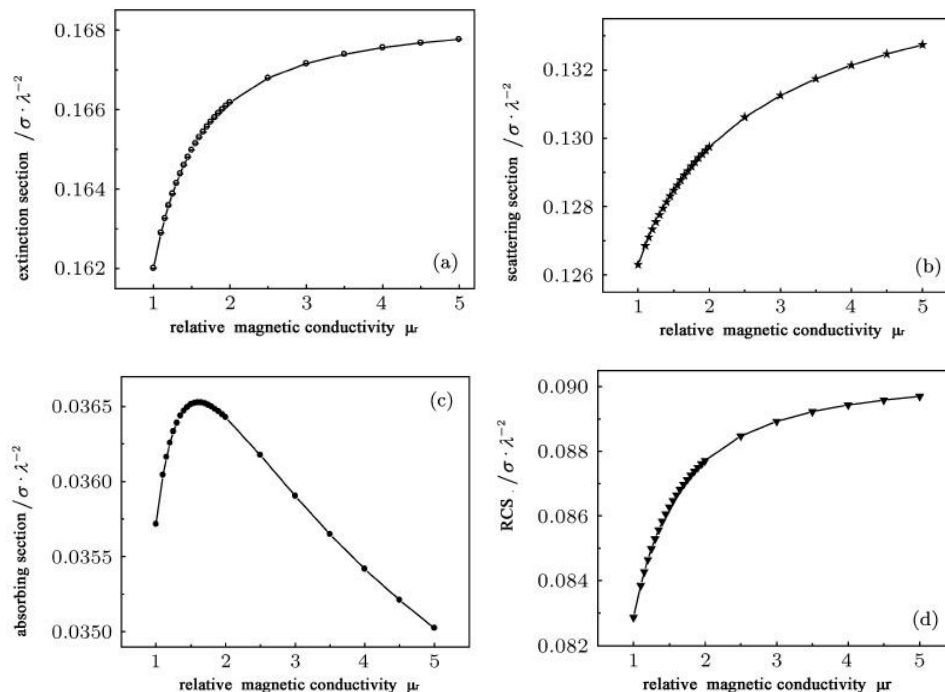 extinction section / σ · λ⁻²
0.168
0.166
0.164
0.162
(a)
1 2 3 4 5
relative magnetic conductivity μr
scattering section / σ · λ⁻²
0.132
0.130
0.128
0.126
(b)
1 2 3 4 5
relative magnetic conductivity μr
absorbing section / σ · λ⁻²
0.0365
0.0360
0.0355
0.0350
(c)
1 2 3 4 5
relative magnetic conductivity μr
RCS . / σ · λ⁻²
0.090
0.088
0.086
0.084
0.082
(d)
1 2 3 4 5
relative magnetic conductivity μr